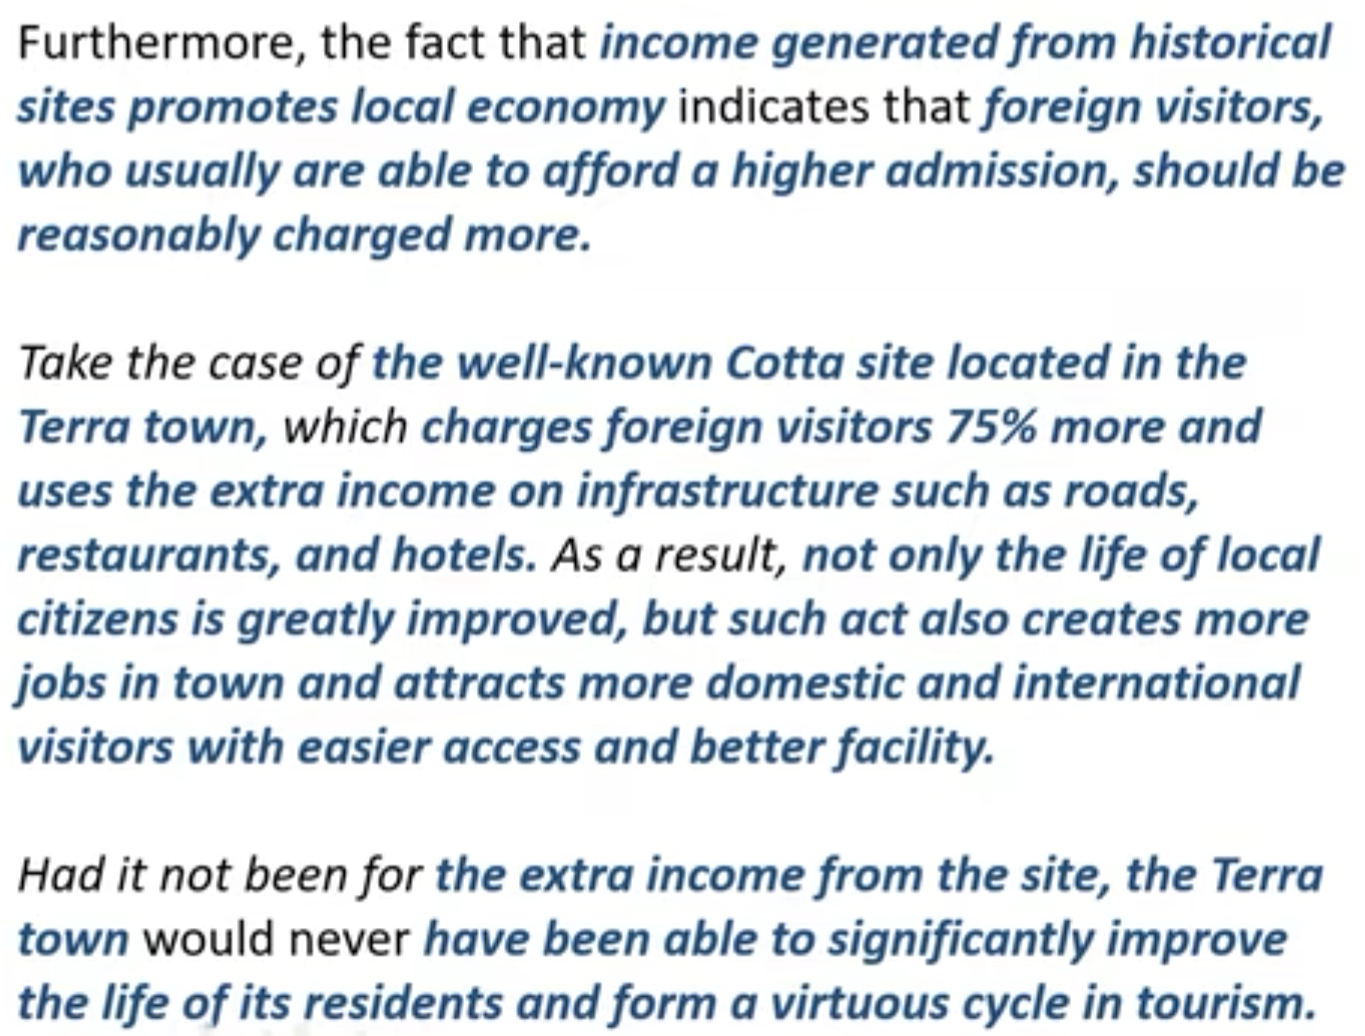 Furthermore, the fact that income generated from historical
sites promotes local economy indicates that foreign visitors,
who usually are able to afford a higher admission, should be
reasonably charged more.
Take the case of the well-known Cotta site located in the
Terra town, which charges foreign visitors 75% more and
uses the extra income on infrastructure such as roads,
restaurants, and hotels. As a result, not only the life of local
citizens is greatly improved, but such act also creates more
jobs in town and attracts more domestic and international
visitors with easier access and better facility.
Had it not been for the extra income from the site, the Terra
town would never have been able to significantly improve
the life of its residents and form a virtuous cycle in tourism.